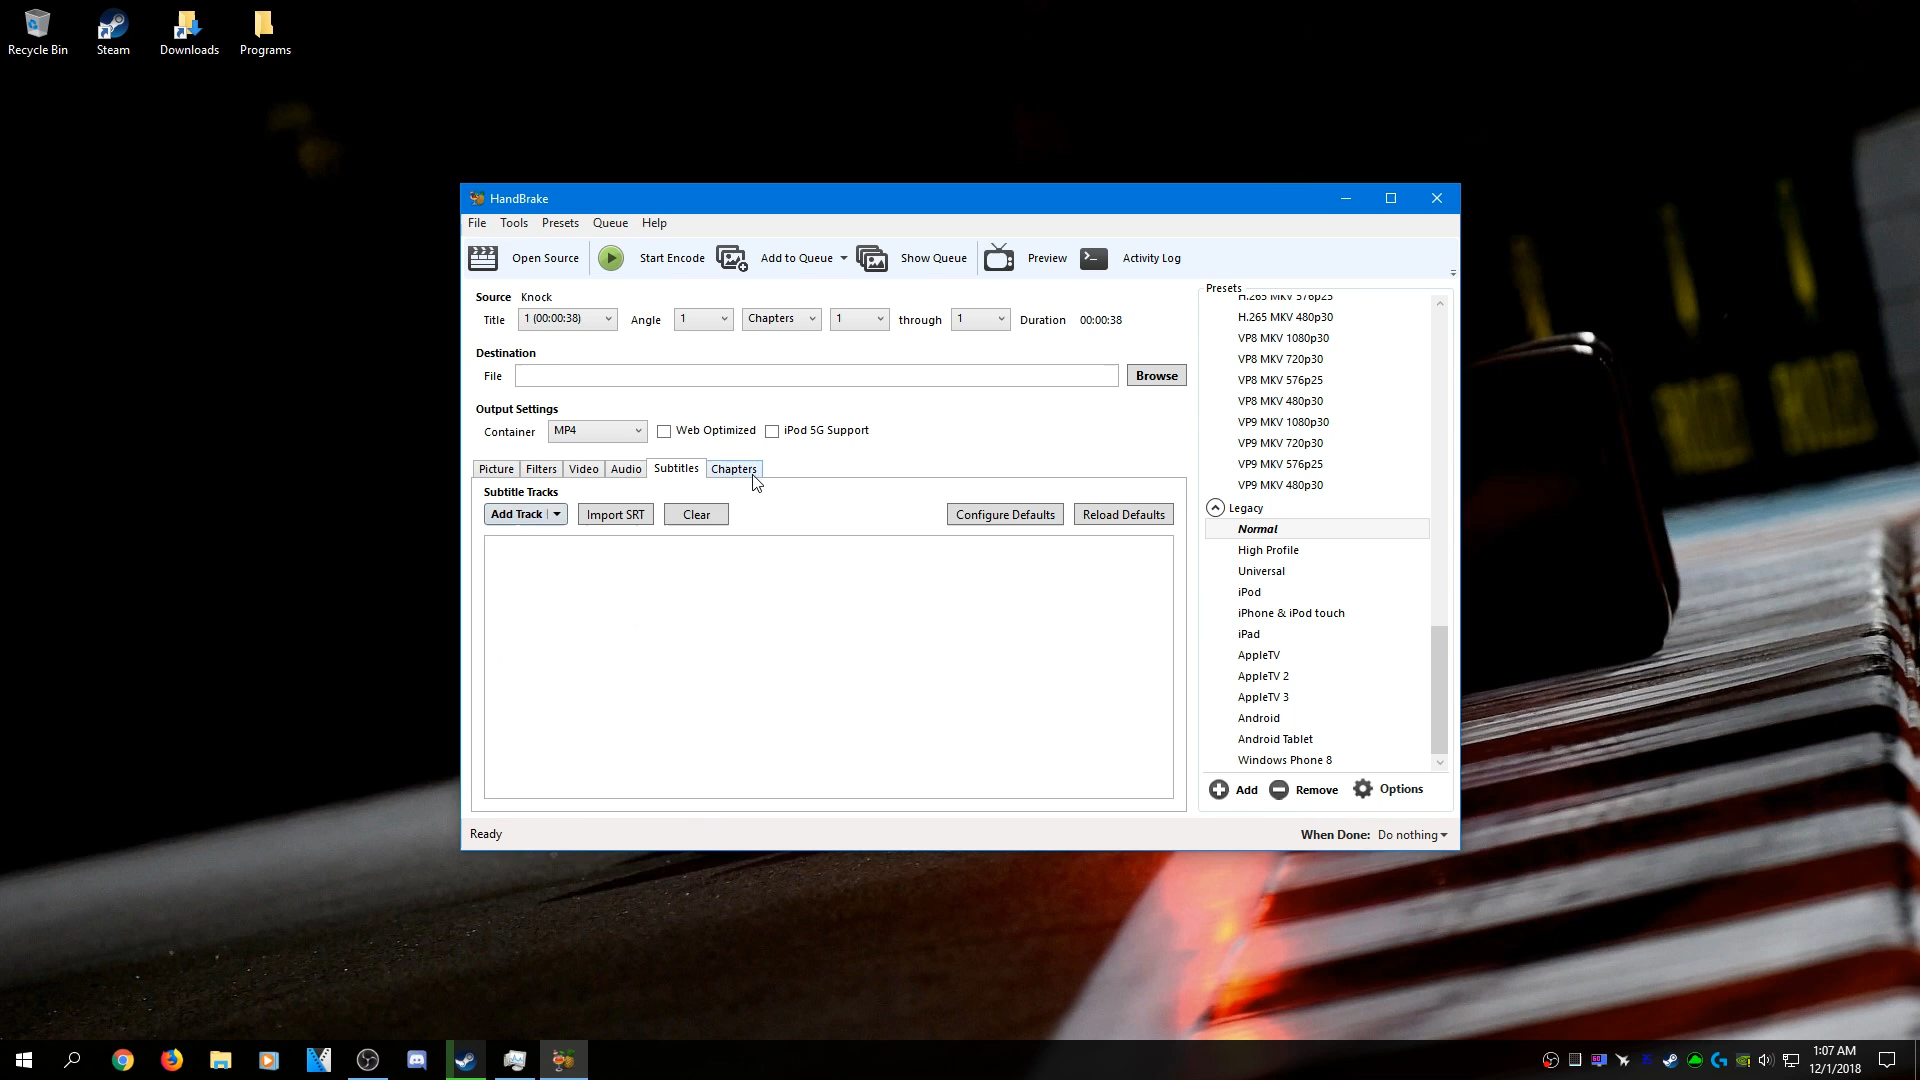 Recycle Bin
Steam
Downloads
Programs
HandBrake
File Tools Presets Queue Help
Open Source Start Encode Add to Queue Show Queue Preview Activity Log
Source Knock
Title 1 (00:00:38) Angle 1 Chapters 1 through 1 Duration 00:00:38
Destination
File Browse
Output Settings
Container MP4 Web Optimized iPod 5G Support
Picture Filters Video Audio Subtitles Chapters
Subtitle Tracks
Add Track Import SRT Clear Configure Defaults Reload Defaults
Presets
H.265 MKV 576p25
H.265 MKV 480p30
VP8 MKV 1080p30
VP8 MKV 720p30
VP8 MKV 576p25
VP8 MKV 480p30
VP9 MKV 1080p30
VP9 MKV 720p30
VP9 MKV 576p25
VP9 MKV 480p30
Legacy
Normal
High Profile
Universal
iPod
iPhone & iPod touch
iPad
AppleTV
AppleTV 2
AppleTV 3
Android
Android Tablet
Windows Phone 8
Add Remove Options
Ready
When Done: Do nothing
1:07 AM
12/1/2018